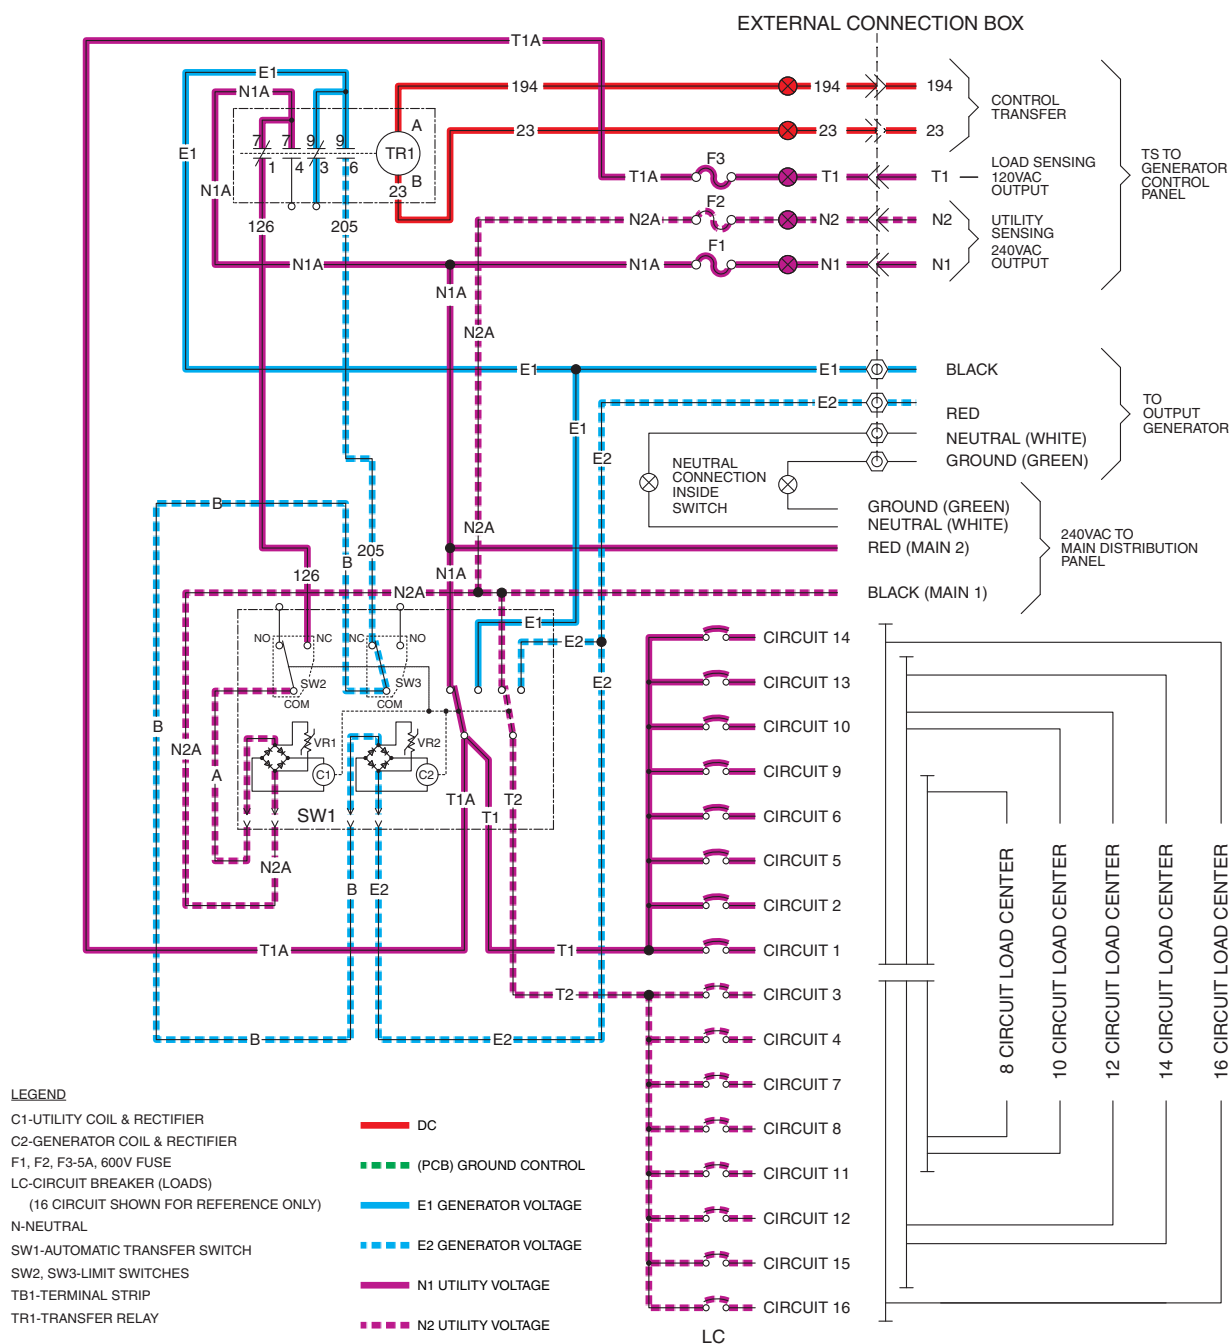 EXTERNAL CONNECTION BOX
T1A
E1
N1A
194
194
194
CONTROL
TRANSFER
23
23
23
A
TR1
B
23
7
7
9
9
1
4
3
6
E1
N1A
126
205
TS TO
GENERATOR
CONTROL
PANEL
F3
T1A
T1
T1
LOAD SENSING
120VAC
OUTPUT
F2
N2A
N2
N2
UTILITY
SENSING
240VAC
OUTPUT
F1
N1A
N1A
N1
N1
N1A
N2A
E1
E1
BLACK
E2
RED
E1
E2
NEUTRAL (WHITE)
GROUND (GREEN)
TO
OUTPUT
GENERATOR
NEUTRAL
CONNECTION
INSIDE
SWITCH
GROUND (GREEN)
NEUTRAL (WHITE)
RED (MAIN 2)
BLACK (MAIN 1)
240VAC TO
MAIN DISTRIBUTION
PANEL
B
N2A
205
B
N1A
126
N2A
E1
E2
E2
NO
NC
NC
NO
SW2
SW3
COM
COM
B
N2A
A
VR1
VR2
C1
C2
SW1
T1A
T1
T2
N2A
B
E2
T1A
T1
T2
B
E2
CIRCUIT 14
CIRCUIT 13
CIRCUIT 10
CIRCUIT 9
CIRCUIT 6
CIRCUIT 5
CIRCUIT 2
CIRCUIT 1
CIRCUIT 3
CIRCUIT 4
CIRCUIT 7
CIRCUIT 8
CIRCUIT 11
CIRCUIT 12
CIRCUIT 15
CIRCUIT 16
LC
8 CIRCUIT LOAD CENTER
10 CIRCUIT LOAD CENTER
12 CIRCUIT LOAD CENTER
14 CIRCUIT LOAD CENTER
16 CIRCUIT LOAD CENTER
LEGEND
C1-UTILITY COIL & RECTIFIER
C2-GENERATOR COIL & RECTIFIER
F1, F2, F3-5A, 600V FUSE
LC-CIRCUIT BREAKER (LOADS)
(16 CIRCUIT SHOWN FOR REFERENCE ONLY)
N-NEUTRAL
SW1-AUTOMATIC TRANSFER SWITCH
SW2, SW3-LIMIT SWITCHES
TB1-TERMINAL STRIP
TR1-TRANSFER RELAY
DC
(PCB) GROUND CONTROL
E1 GENERATOR VOLTAGE
E2 GENERATOR VOLTAGE
N1 UTILITY VOLTAGE
N2 UTILITY VOLTAGE